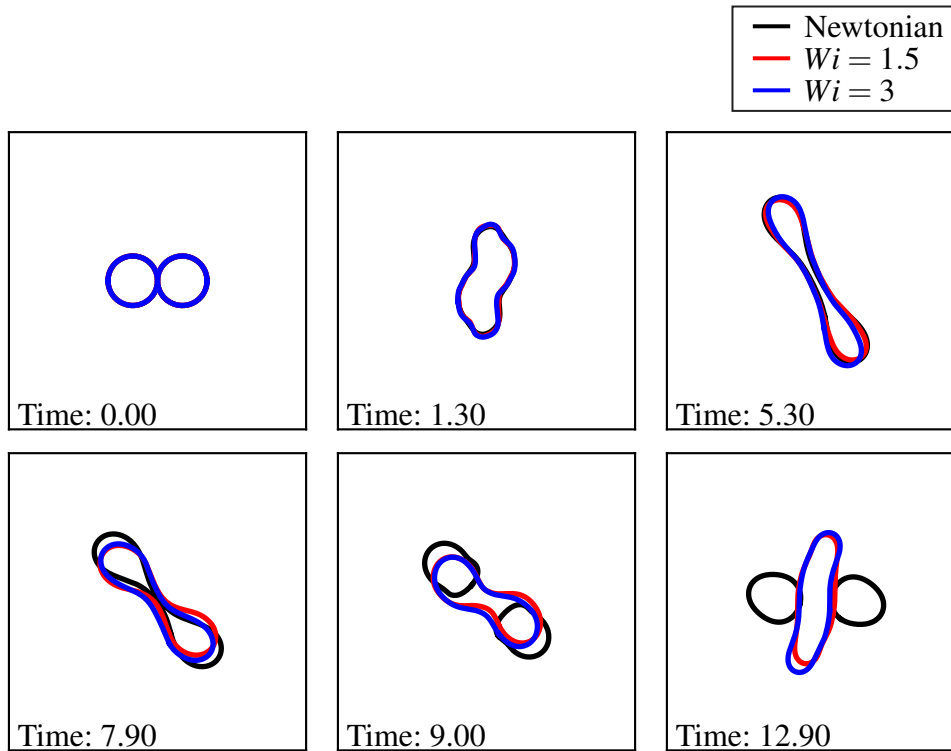 Newtonian
Wi = 1.5
Wi = 3
Time: 0.00
Time: 1.30
Time: 5.30
Time: 7.90
Time: 9.00
Time: 12.90